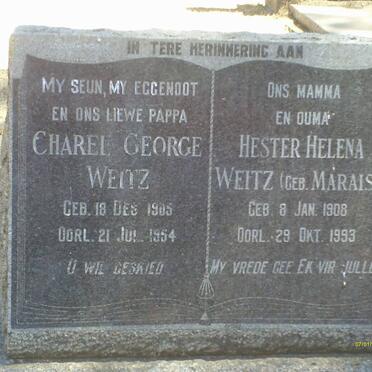 IN TERE HERINNERING AAN
MY SEUN, MY EGGENOOT
EN ONS LIEWE PAPPA
CHAREL GEORGE
WEITZ
GEB. 18 DES 1905
OORL. 21 JUL. 1954
U WIL GESKIED
ONS MAMMA
EN OUMA
HESTER HELENA
WEITZ (GEB. MARAIS
GEB. 8 JAN. 1908
OORL. 29 OKT. 1993
MY VREDE GEE EK VIR JULLE